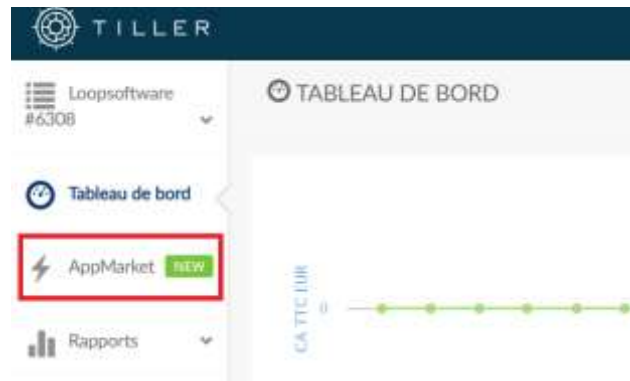 TILLER
Loopsoftware
#6308
TABLEAU DE BORD
Tableau de bord
AppMarket NEW
Rapports
CA TTC EUR
0